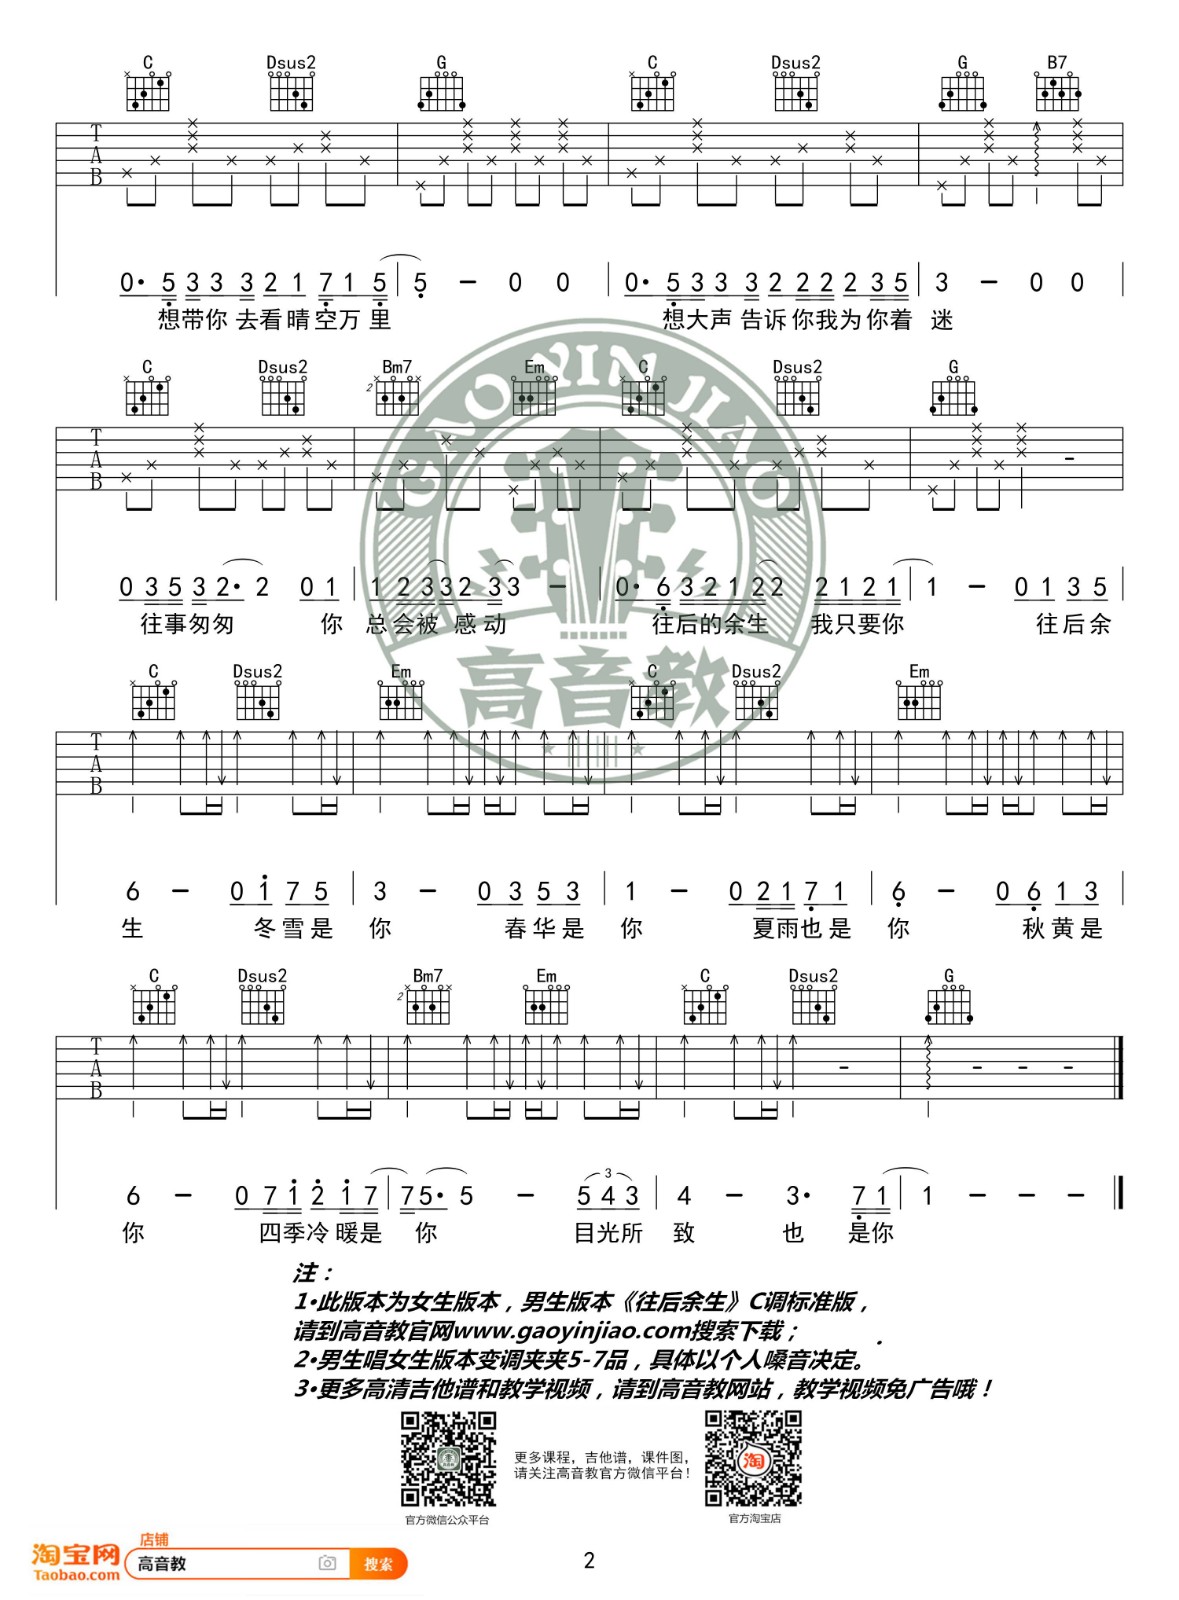 C Dsus2 G C Dsus2 G B7
T
A
B
0· 5 3 3 3 2 1 7 1 5 | 5 – 0 0 | 0· 5 3 3 3 2 2 2 2 3 5 | 3 – 0 0
想带你 去看晴空万里 想大声 告诉你我为你着 迷
C Dsus2 Bm7 Em C Dsus2 G
2
T
A
B
0 3 5 3 2· 2 0 1 | 1 2 3 3 2 3 3 – | 0· 6 3 2 1 2 2 2 1 2 1 | 1 – 0 1 3 5
往事匆匆 你 总会被 感动 往后的余生 我只要你 往后余
C Dsus2 Em C Dsus2 Em
T
A
B
6 – 0 1 7 5 | 3 – 0 3 5 3 | 1 – 0 2 1 7 1 | 6 – 0 6 1 3
生 冬雪是 你 春华是 你 夏雨也是 你 秋黄是
C Dsus2 Bm7 Em C Dsus2 G
2
T
A
B
3
6 – 0 7 1 2 1 7 | 7 5· 5 – 5 4 3 | 4 – 3· 7 1 | 1 – – –
你 四季冷暖是 你 目光所 致 也 是你
GAO YIN JIAO
高音教
注：
1·此版本为女生版本，男生版本《往后余生》C调标准版，
请到高音教官网www.gaoyinjiao.com搜索下载；
2·男生唱女生版本变调夹夹5-7品，具体以个人嗓音决定。
3·更多高清吉他谱和教学视频，请到高音教网站，教学视频免广告哦！
更多课程，吉他谱，课件图，
请关注高音教官方微信平台！
淘
官方微信公众平台
官方淘宝店
店铺
淘宝网
Taobao.com
高音教
搜索
2